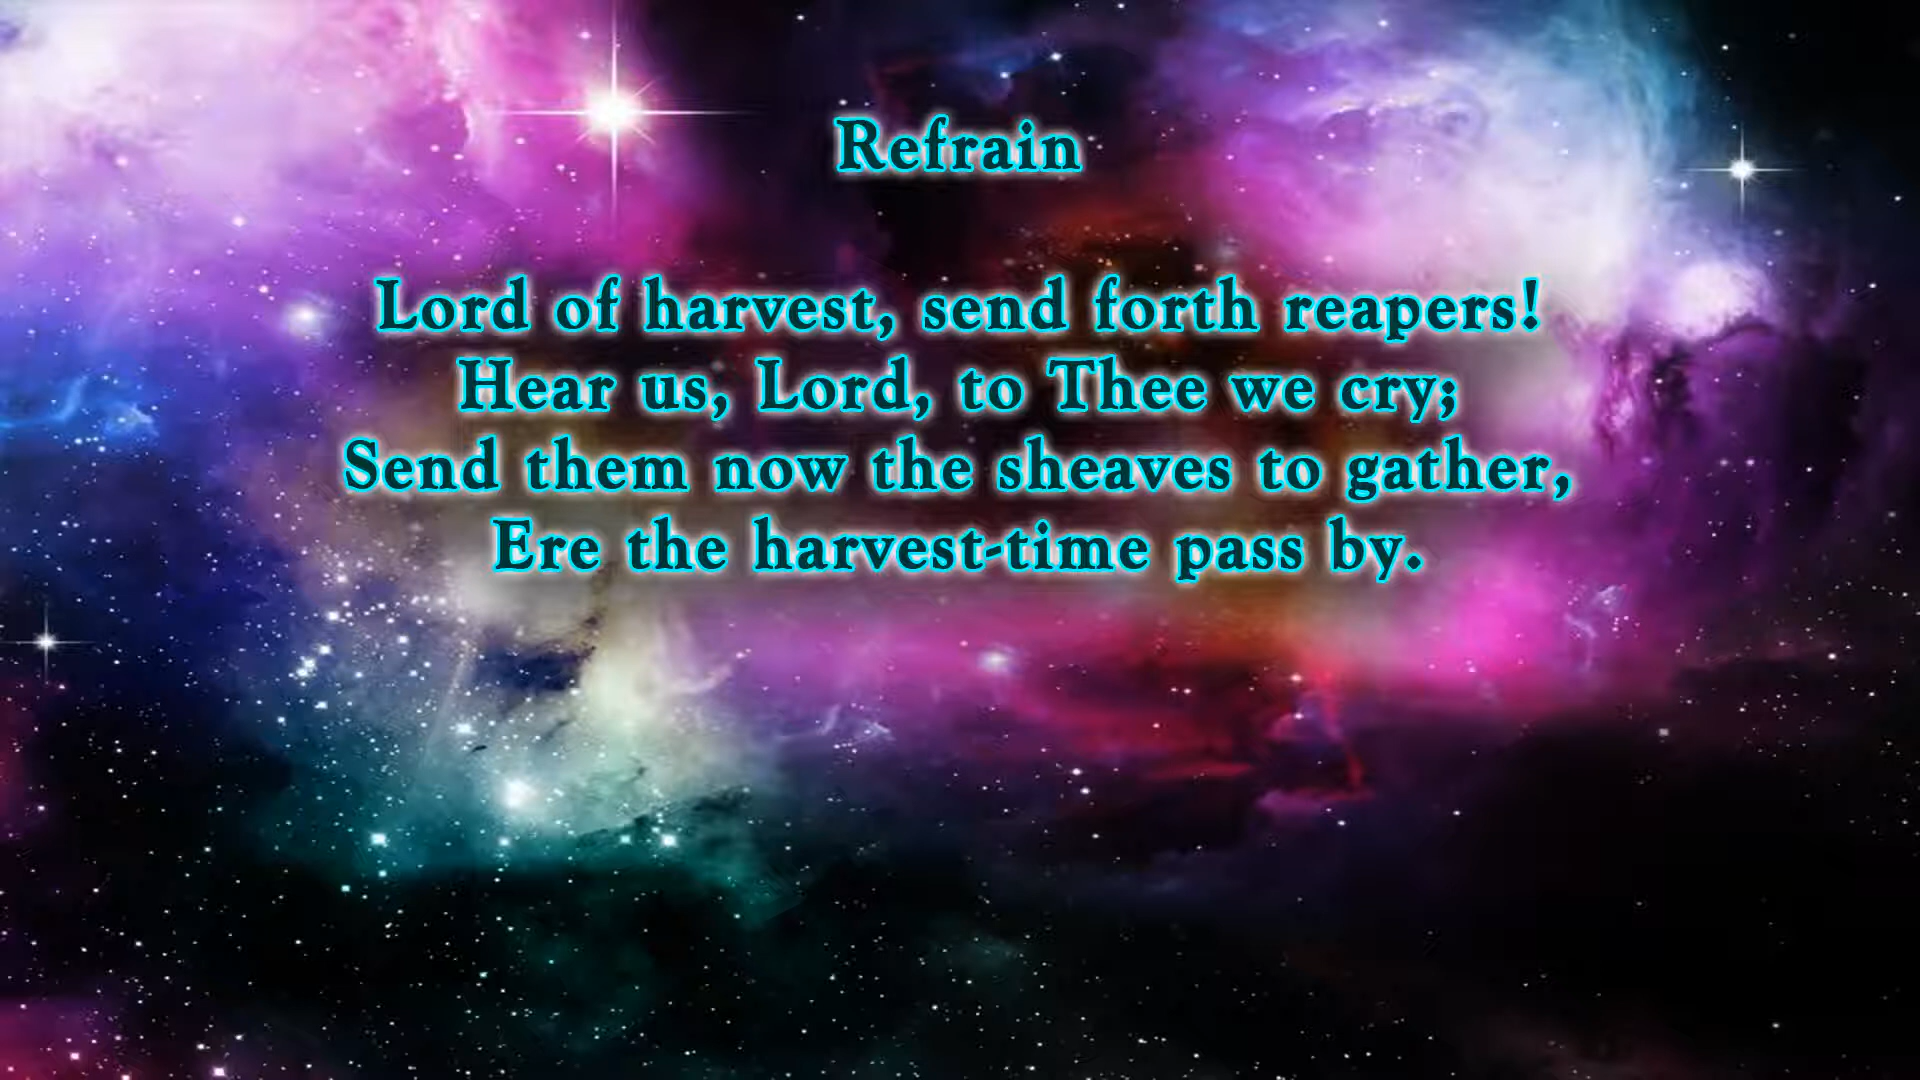 Refrain
Lord of harvest, send forth reapers!
Hear us, Lord, to Thee we cry;
Send them now the sheaves to gather,
Ere the harvest-time pass by.